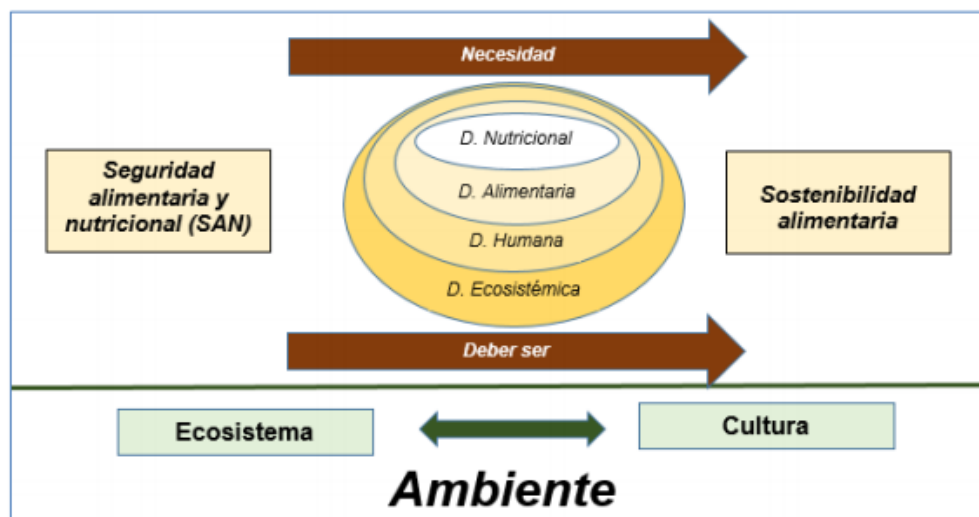 Necesidad
Seguridad
alimentaria y
nutricional (SAN)
D. Nutricional
D. Alimentaria
D. Humana
D. Ecosistémica
Sostenibilidad
alimentaria
Deber ser
Ecosistema
Cultura
Ambiente